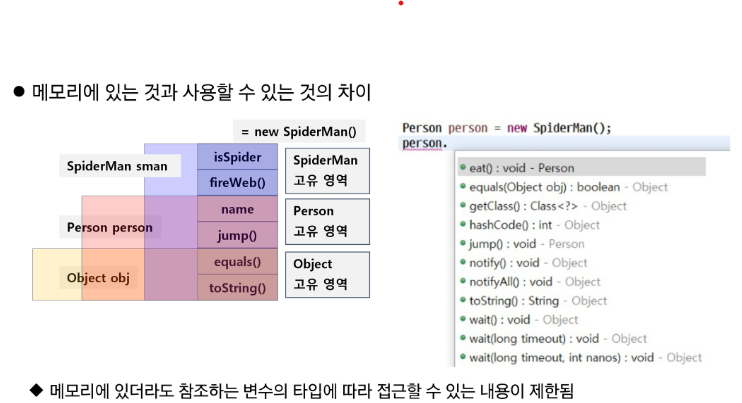 ● 메모리에 있는 것과 사용할 수 있는 것의 차이
= new SpiderMan()
SpiderMan sman
isSpider
fireWeb()
SpiderMan
고유 영역
Person person
name
jump()
Person
고유 영역
Object obj
equals()
toString()
Object
고유 영역
Person person = new SpiderMan();
person.
eat() : void - Person
equals(Object obj) : boolean - Object
getClass() : Class<?> - Object
hashCode() : int - Object
jump() : void - Person
notify() : void - Object
notifyAll() : void - Object
toString() : String - Object
wait() : void - Object
wait(long timeout) : void - Object
wait(long timeout, int nanos) : void - Object
◆ 메모리에 있더라도 참조하는 변수의 타입에 따라 접근할 수 있는 내용이 제한됨